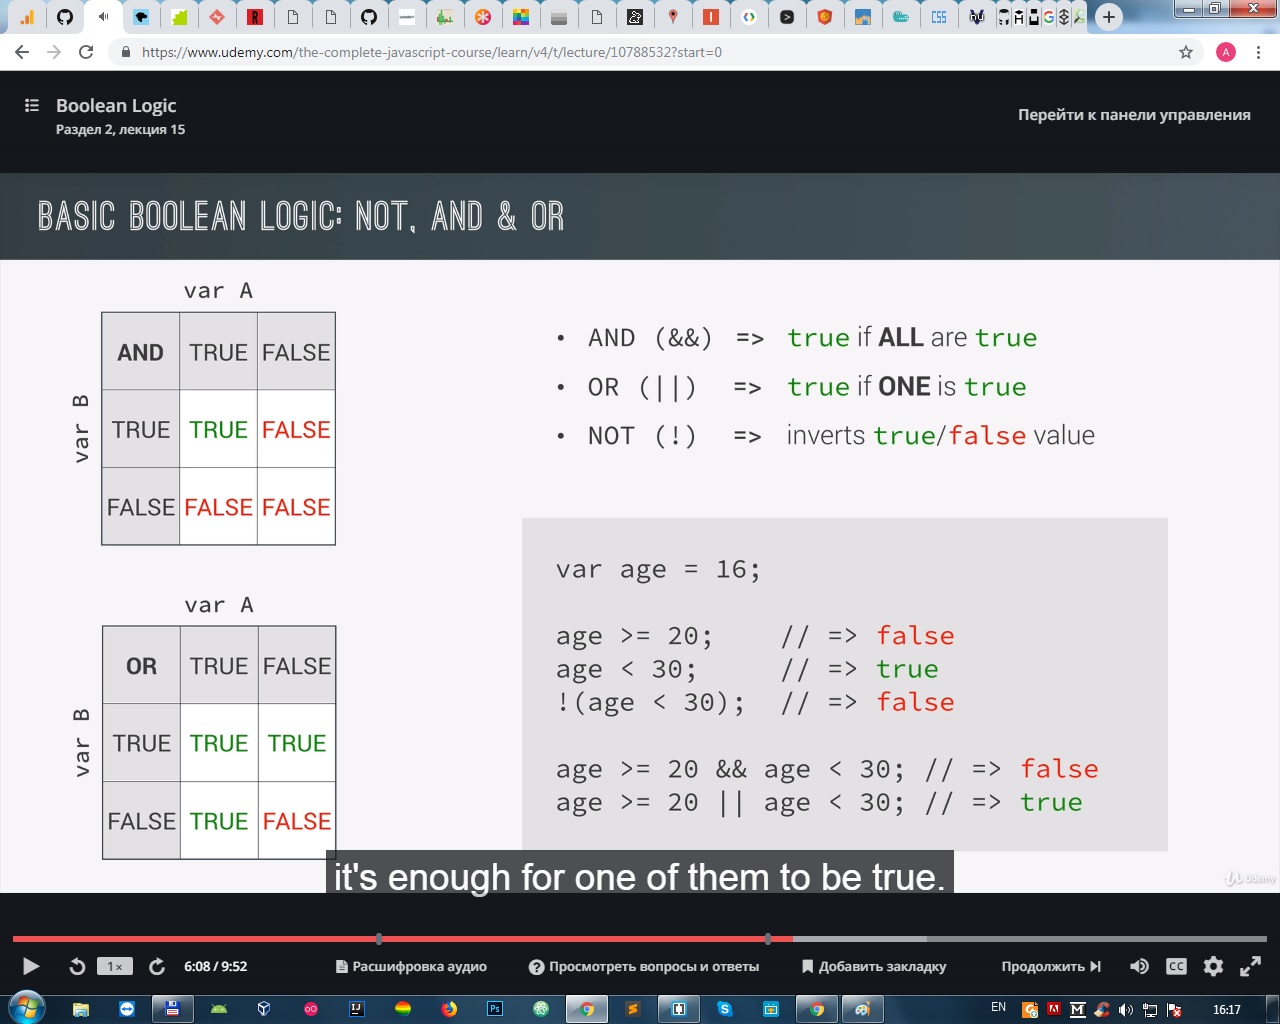 https://www.udemy.com/the-complete-javascript-course/learn/v4/t/lecture/10788532?start=0
A
Boolean Logic
Раздел 2, лекция 15
Перейти к панели управления
BASIC BOOLEAN LOGIC: NOT, AND & OR
var A
var B
AND TRUE FALSE
TRUE TRUE FALSE
FALSE FALSE FALSE
var A
var B
OR TRUE FALSE
TRUE TRUE TRUE
FALSE TRUE FALSE
• AND (&&) => true if ALL are true
• OR (||) => true if ONE is true
• NOT (!) => inverts true/false value
var age = 16;
age >= 20; // => false
age < 30; // => true
!(age < 30); // => false
age >= 20 && age < 30; // => false
age >= 20 || age < 30; // => true
it's enough for one of them to be true.
Udemy
1×
6:08 / 9:52
Расшифровка аудио
Просмотреть вопросы и ответы
Добавить закладку
Продолжить
CC
EN
16:17